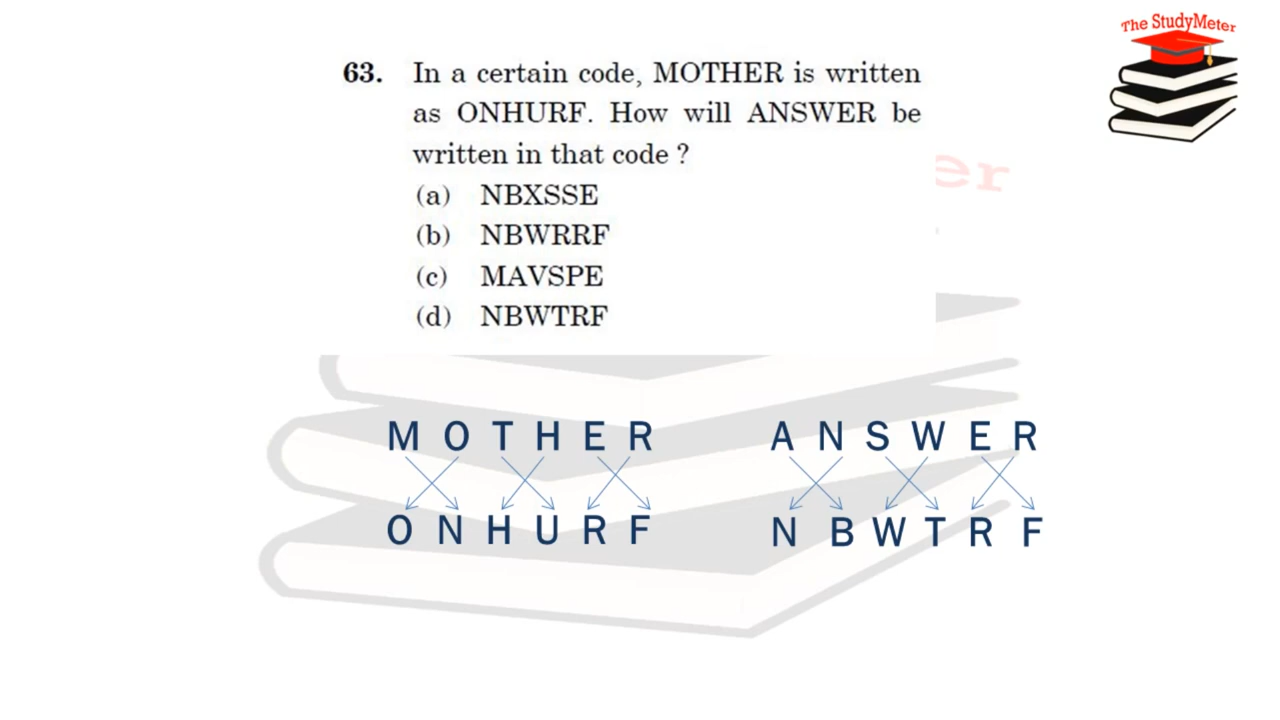 The StudyMeter
63. In a certain code, MOTHER is written
as ONHURF. How will ANSWER be
written in that code ?
(a) NBXSSE
(b) NBWRRF
(c) MAVSPE
(d) NBWTRF
er
M O T H E R
O N H U R F
A N S W E R
N B W T R F